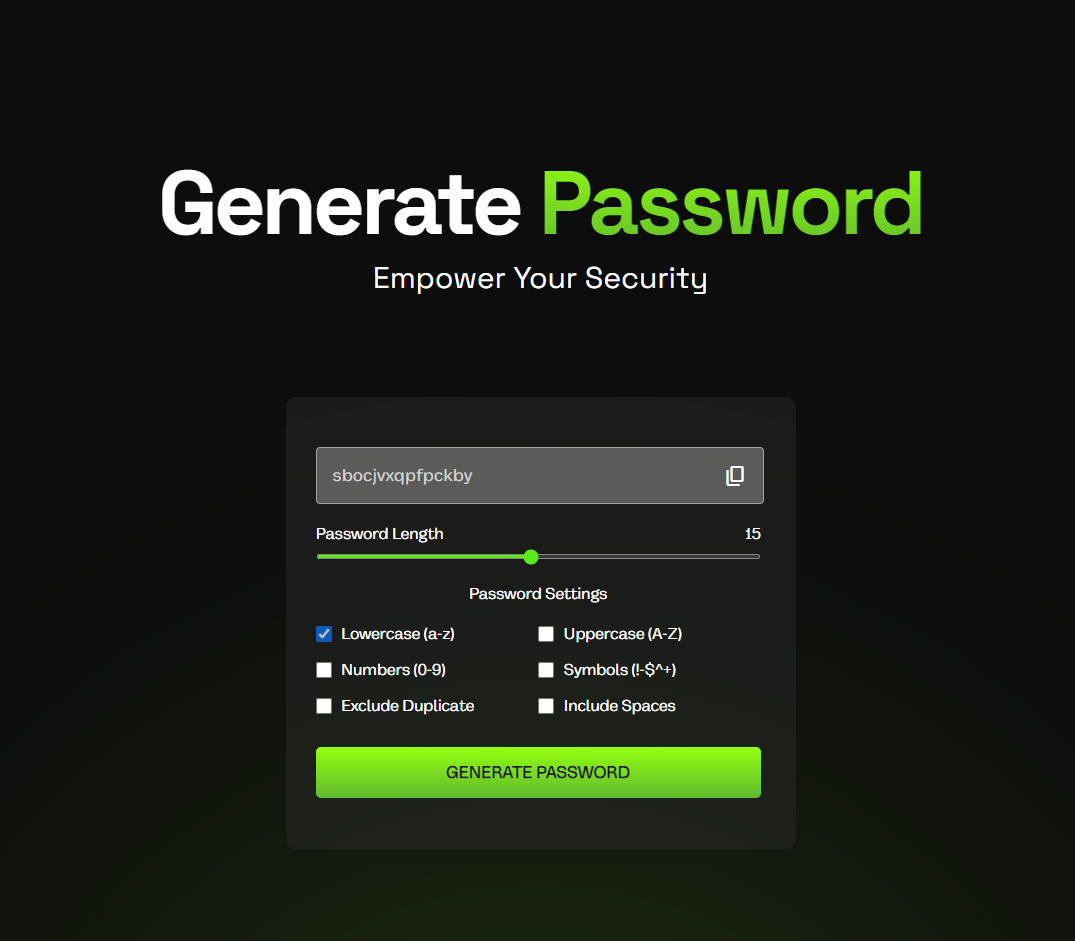 Generate Password
Empower Your Security
sbocjvxqpfpckby
Password Length 15
Password Settings
Lowercase (a-z) Uppercase (A-Z)
Numbers (0-9) Symbols (!-$^+)
Exclude Duplicate Include Spaces
GENERATE PASSWORD